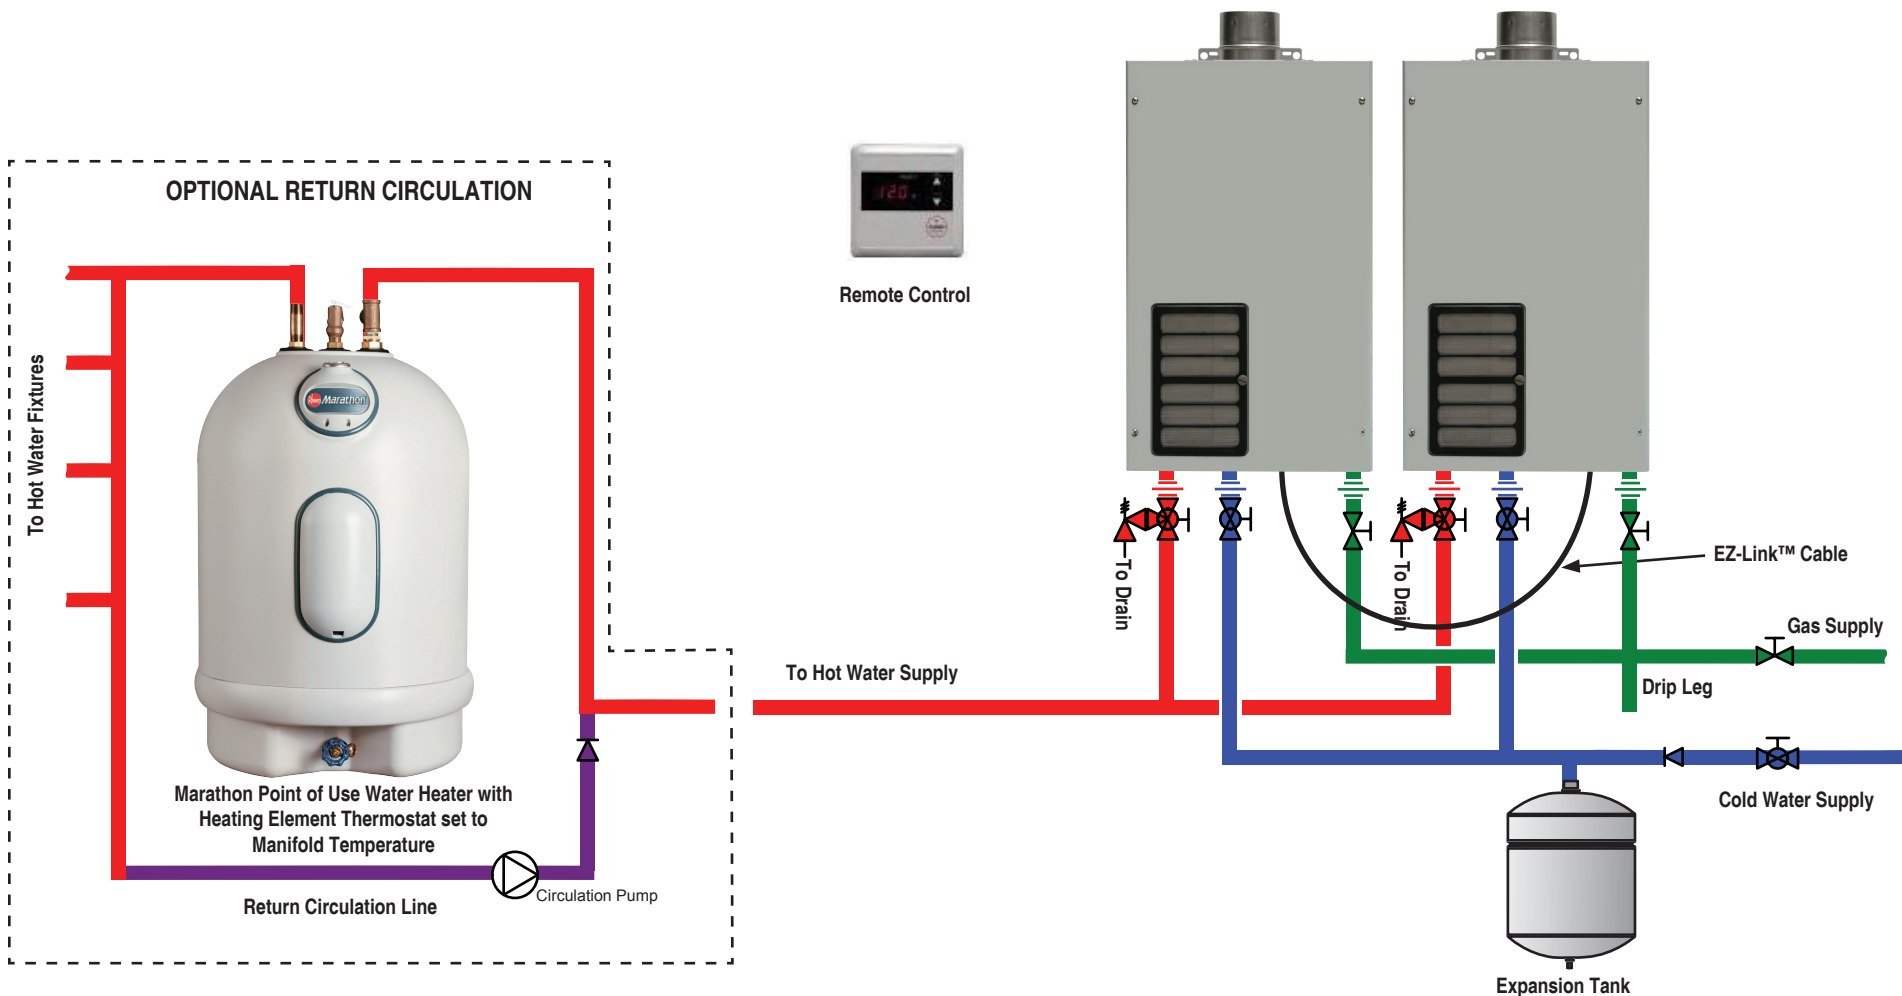 OPTIONAL RETURN CIRCULATION
To Hot Water Fixtures
Rheem Marathon
Marathon Point of Use Water Heater with
Heating Element Thermostat set to
Manifold Temperature
Return Circulation Line
Circulation Pump
120
Remote Control
To Hot Water Supply
To Drain
To Drain
EZ-Link™ Cable
Gas Supply
Drip Leg
Cold Water Supply
Expansion Tank